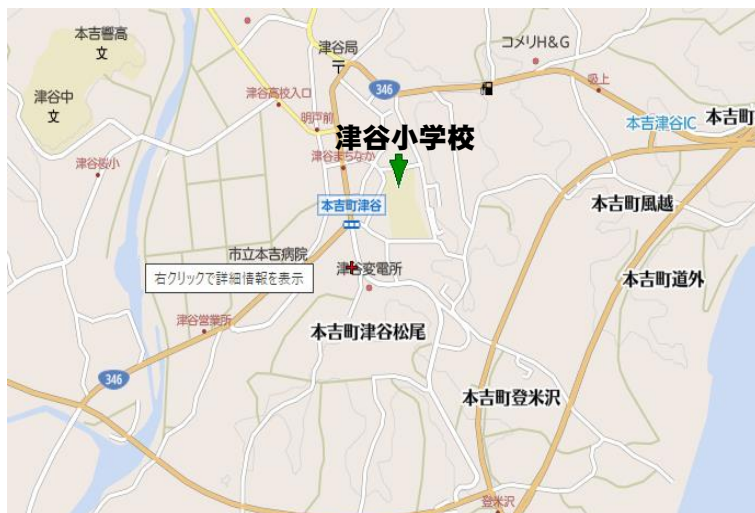 本吉響高
文
津谷中
文
津谷桜小
津谷局
346
津谷高校入口
明戸前
津谷まちなか
津谷小学校
コメリH&G
吸上
本吉津谷IC
本吉町
本吉町津谷
本吉町風越
市立本吉病院
津谷変電所
右クリックで詳細情報を表示
本吉町道外
津谷営業所
本吉町津谷松尾
346
本吉町登米沢
登米沢